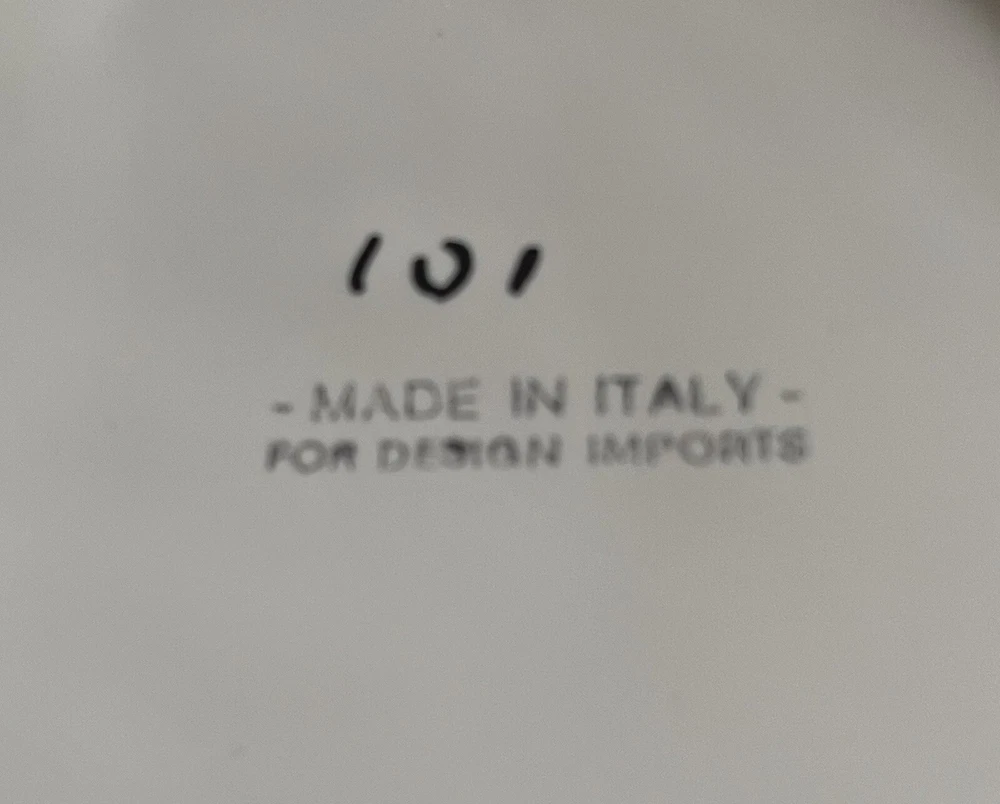 101
- MADE IN ITALY -
FOR DESIGN IMPORTS